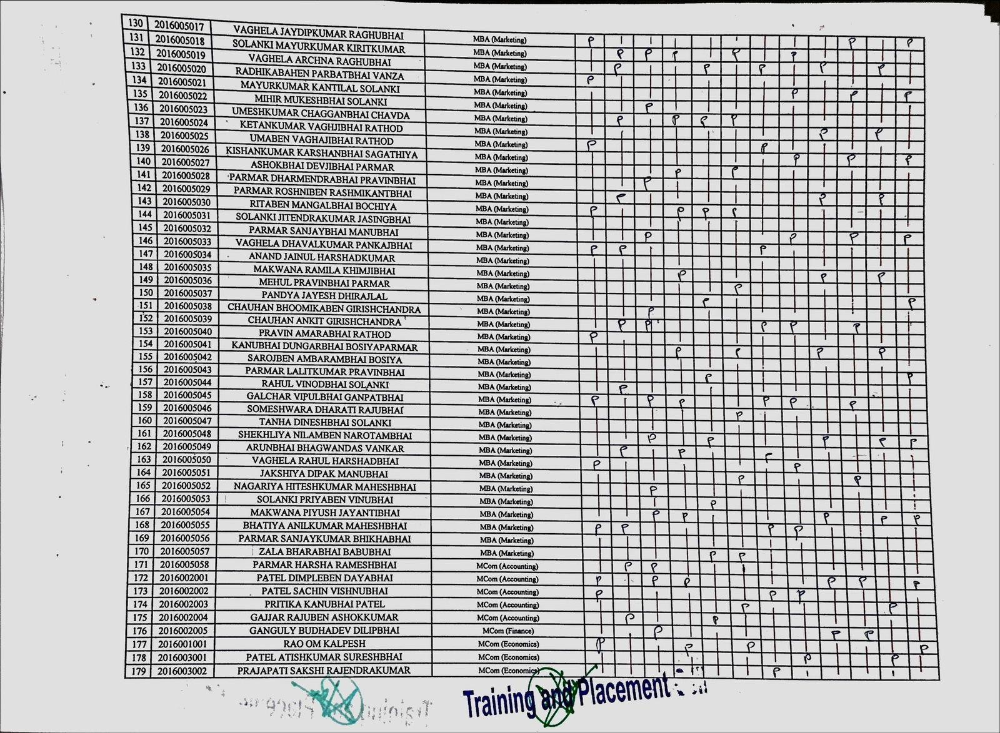 130 2016005017 VAGHELA JAYDIPKUMAR RAGHUBHAI MBA (Marketing) P P P
131 2016005018 SOLANKI MAYURKUMAR KIRITKUMAR MBA (Marketing) P P P P P
132 2016005019 VAGHELA ARCHNA RAGHUBHAI MBA (Marketing) P P P P P
133 2016005020 RADHIKABAHEN PARBATBHAI VANZA MBA (Marketing) P
134 2016005021 MAYURKUMAR KANTILAL SOLANKI MBA (Marketing) P P P
135 2016005022 MIHIR MUKESHBHAI SOLANKI MBA (Marketing) P
136 2016005023 UMESHKUMAR CHAGGANBHAI CHAVDA MBA (Marketing) P P P P
137 2016005024 KETANKUMAR VAGHJIBHAI RATHOD MBA (Marketing) P P
138 2016005025 UMABEN VAGHAJIBHAI RATHOD MBA (Marketing) P P
139 2016005026 KISHANKUMAR KARSHANBHAI SAGATHIYA MBA (Marketing) P P P
140 2016005027 ASHOKBHAI DEVJIBHAI PARMAR MBA (Marketing) P P
141 2016005028 PARMAR DHARMENDRABHAI PRAVINBHAI MBA (Marketing) P
142 2016005029 PARMAR ROSHNIBEN RASHMIKANTBHAI MBA (Marketing) P P P
143 2016005030 RITABEN MANGALBHAI BOCHIYA MBA (Marketing) P P P P
144 2016005031 SOLANKI JITENDRAKUMAR JASINGBHAI MBA (Marketing)
145 2016005032 PARMAR SANJAYBHAI MANUBHAI MBA (Marketing) P P P P
146 2016005033 VAGHELA DHAVALKUMAR PANKAJBHAI MBA (Marketing) P P P
147 2016005034 ANAND JAINUL HARSHADKUMAR MBA (Marketing)
148 2016005035 MAKWANA RAMILA KHIMJIBHAI MBA (Marketing) P P P
149 2016005036 MEHUL PRAVINBHAI PARMAR MBA (Marketing) P
150 2016005037 PANDYA JAYESH DHIRAJLAL MBA (Marketing) P P
151 2016005038 CHAUHAN BHOOMIKABEN GIRISHCHANDRA MBA (Marketing) P
152 2016005039 CHAUHAN ANKIT GIRISHCHANDRA MBA (Marketing) P P P P P
153 2016005040 PRAVIN AMARABHAI RATHOD MBA (Marketing) P
154 2016005041 KANUBHAI DUNGARBHAI BOSIYAPARMAR MBA (Marketing) P P P P
155 2016005042 SAROJBEN AMBARAMBHAI BOSIYA MBA (Marketing)
156 2016005043 PARMAR LALITKUMAR PRAVINBHAI MBA (Marketing) P P
157 2016005044 RAHUL VINODBHAI SOLANKI MBA (Marketing) P
158 2016005045 GALCHAR VIPULBHAI GANPATBHAI MBA (Marketing) P P P P P P
159 2016005046 SOMESHWARA DHARATI RAJUBHAI MBA (Marketing) P
160 2016005047 TANHA DINESHBHAI SOLANKI MBA (Marketing)
161 2016005048 SHEKHLIYA NILAMBEN NAROTAMBHAI MBA (Marketing) P P P P P
162 2016005049 ARUNBHAI BHAGWANDAS VANKAR MBA (Marketing) P P P
163 2016005050 VAGHELA RAHUL HARSHADBHAI MBA (Marketing) P P
164 2016005051 JAKSHIYA DIPAK MANUBHAI MBA (Marketing) P P
165 2016005052 NAGARIYA HITESHKUMAR MAHESHBHAI MBA (Marketing) P
166 2016005053 SOLANKI PRIYABEN VINUBHAI MBA (Marketing) P
167 2016005054 MAKWANA PIYUSH JAYANTIBHAI MBA (Marketing) P P P P P
168 2016005055 BHATIYA ANILKUMAR MAHESHBHAI MBA (Marketing) P P P P
169 2016005056 PARMAR SANJAYKUMAR BHIKHABHAI MBA (Marketing)
170 2016005057 ZALA BHARABHAI BABUBHAI MBA (Marketing) P P
171 2016005058 PARMAR HARSHA RAMESHBHAI MCom (Accounting) P P
172 2016002001 PATEL DIMPLEBEN DAYABHAI MCom (Accounting) P P P P P P
173 2016002002 PATEL SACHIN VISHNUBHAI MCom (Accounting) P P P
174 2016002003 PRITIKA KANUBHAI PATEL MCom (Accounting) P P
175 2016002004 GAJJAR RAJUBEN ASHOKKUMAR MCom (Accounting) P P
176 2016002005 GANGULY BUDHADEV DILIPBHAI MCom (Finance) P P P
177 2016001001 RAO OM KALPESH MCom (Economics) P P P P
178 2016003001 PATEL ATISHKUMAR SURESHBHAI MCom (Economics) P P
179 2016003002 PRAJAPATI SAKSHI RAJENDRAKUMAR MCom (Economics) P
Training and Placement